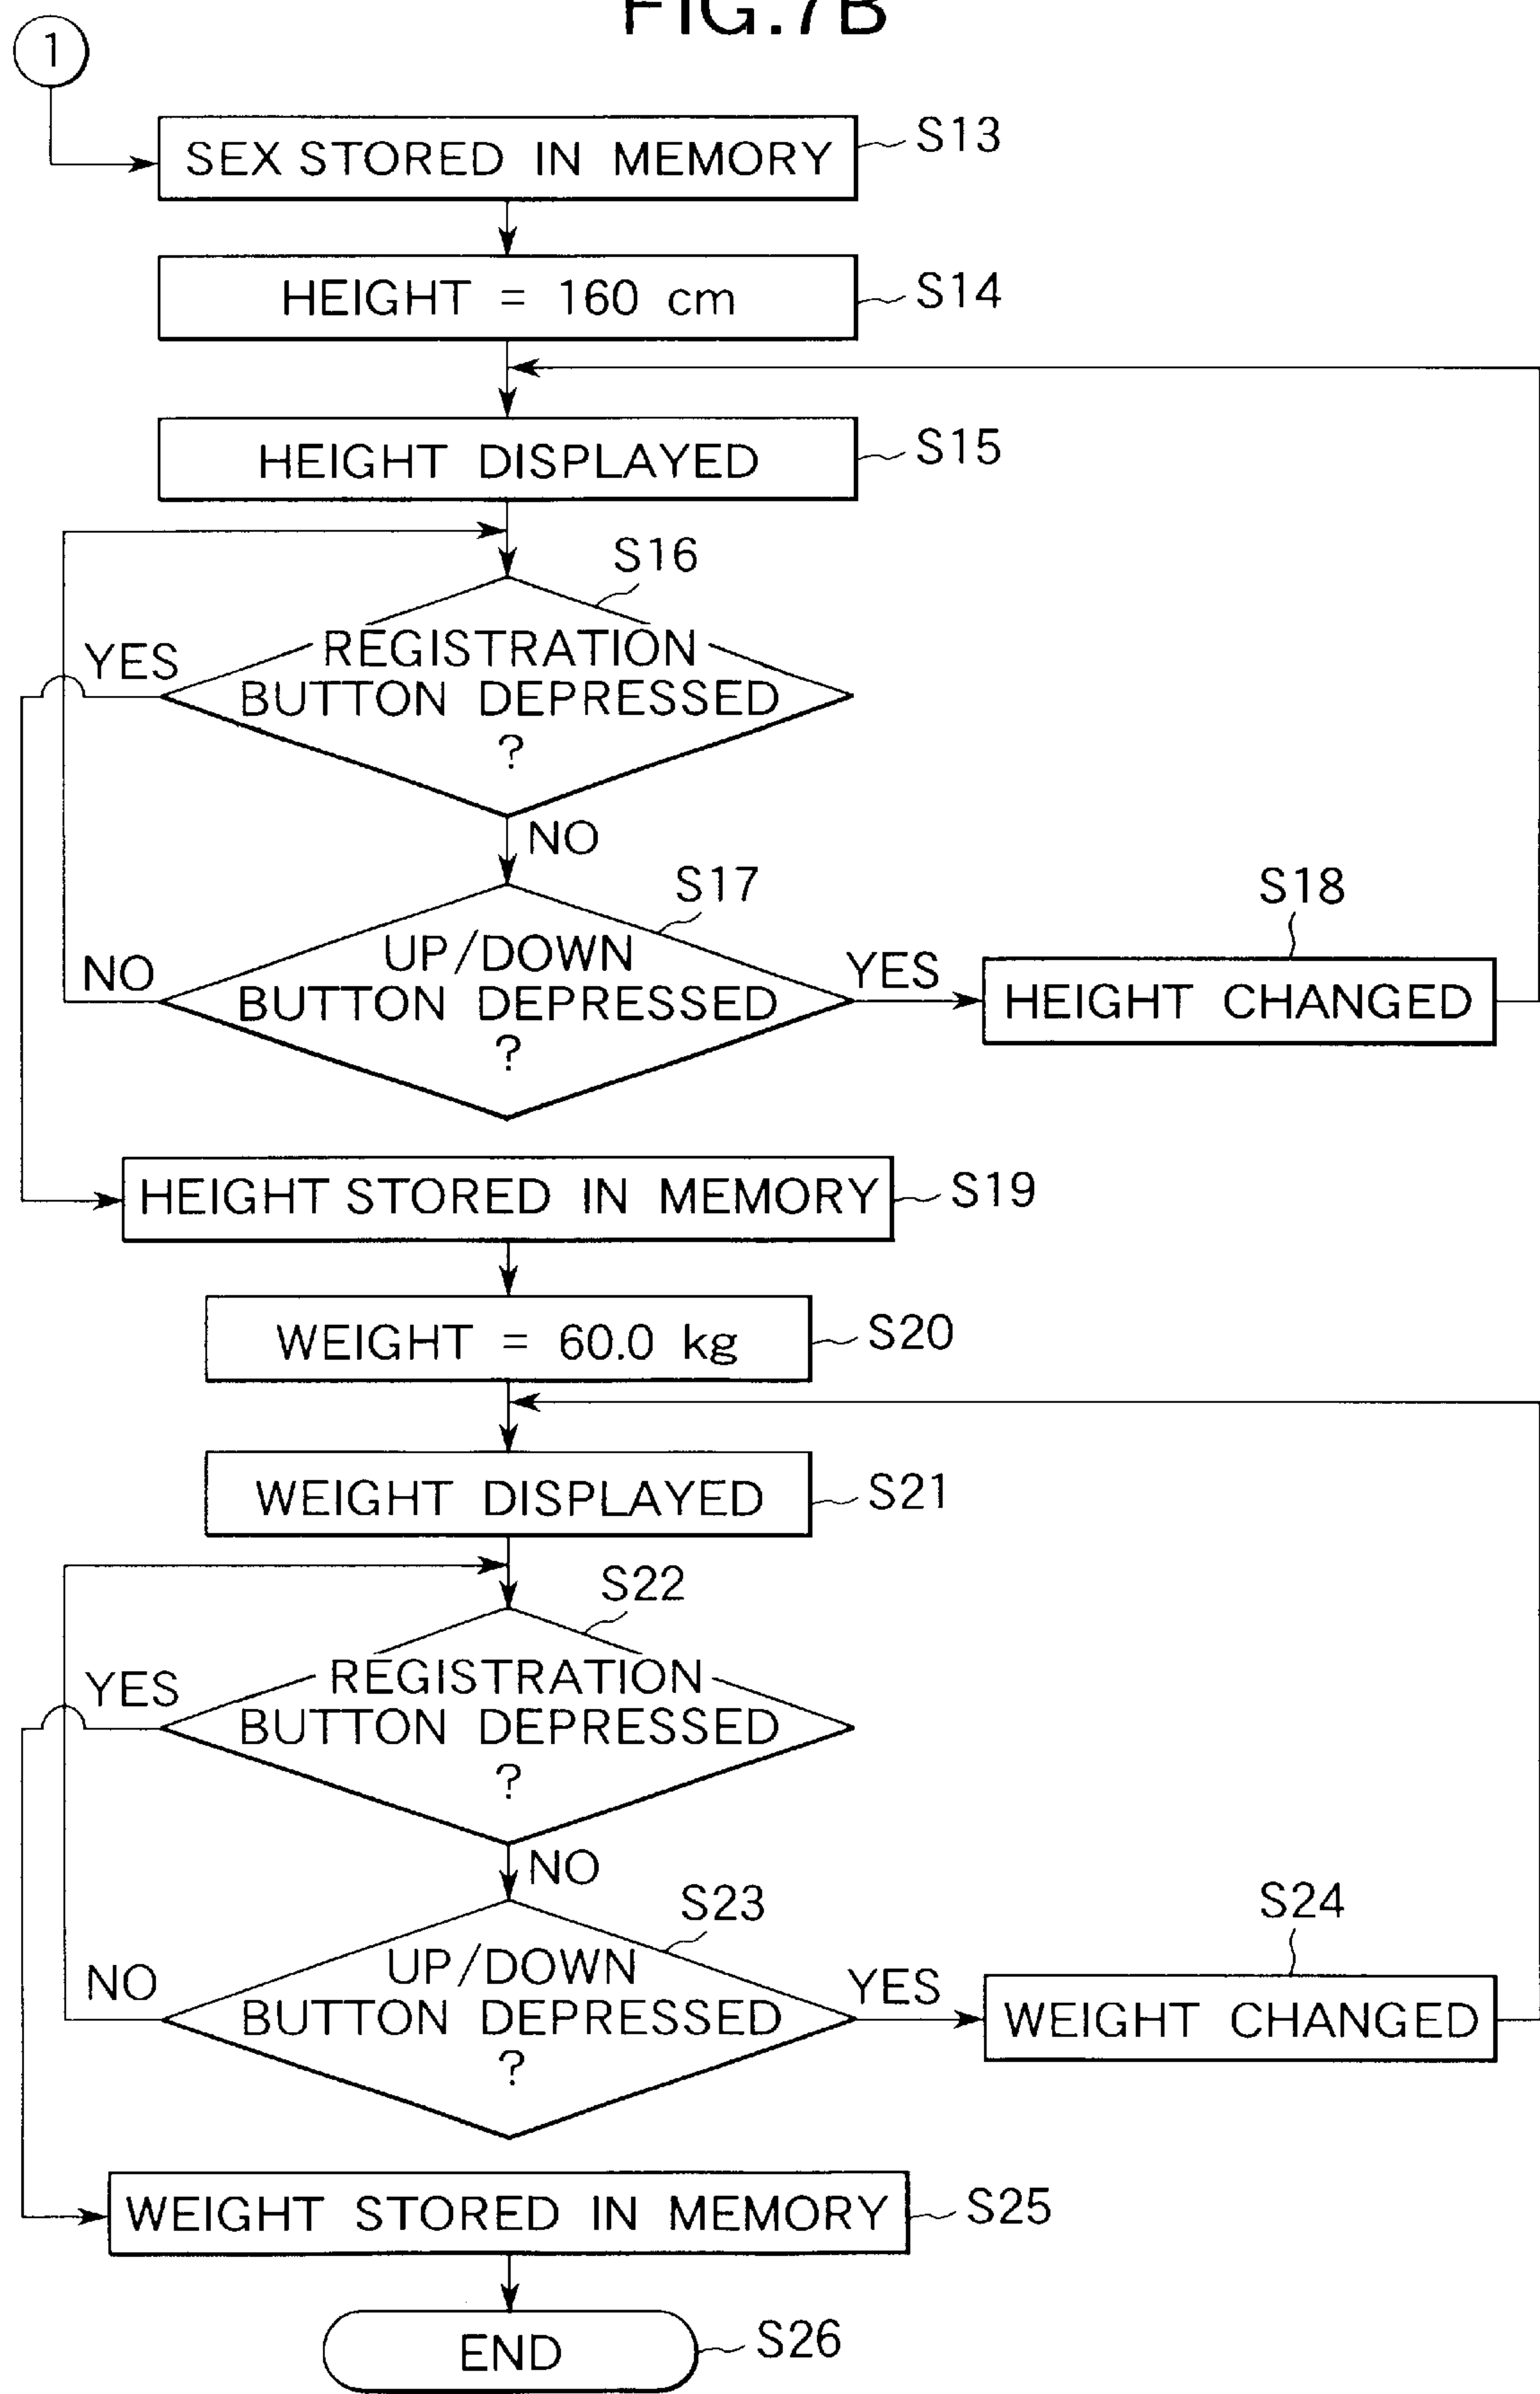 FIG.7B
1
SEX STORED IN MEMORY
S13
HEIGHT = 160 cm
S14
HEIGHT DISPLAYED
S15
S16
YES
REGISTRATION
BUTTON DEPRESSED
?
NO
S17
S18
NO
UP/DOWN
BUTTON DEPRESSED
?
YES
HEIGHT CHANGED
HEIGHT STORED IN MEMORY
S19
WEIGHT = 60.0 kg
S20
WEIGHT DISPLAYED
S21
S22
YES
REGISTRATION
BUTTON DEPRESSED
?
NO
S23
S24
NO
UP/DOWN
BUTTON DEPRESSED
?
YES
WEIGHT CHANGED
WEIGHT STORED IN MEMORY
S25
END
S26